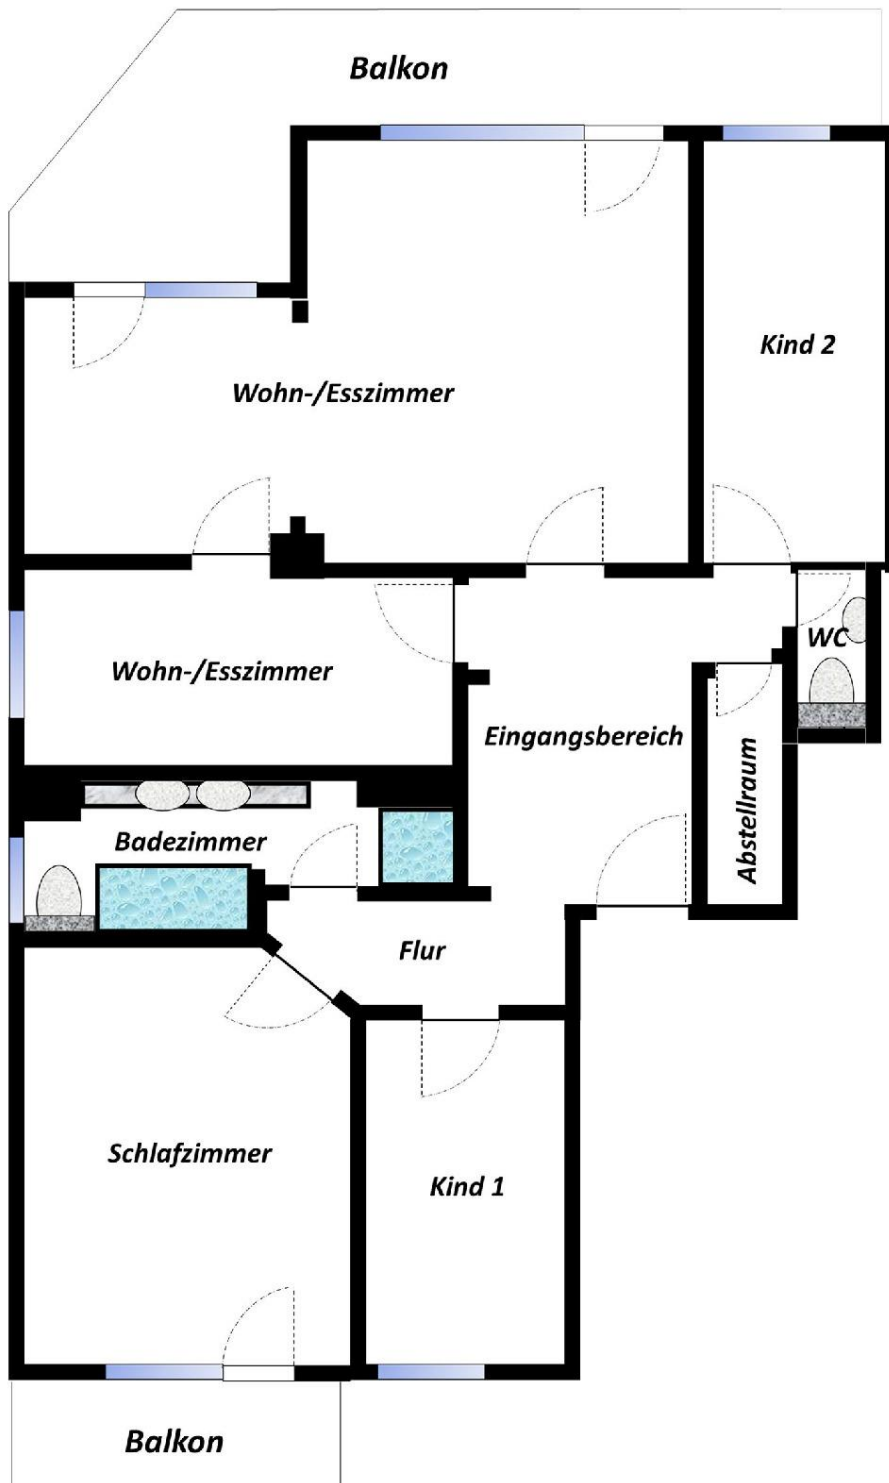 Balkon
Kind 2
Wohn-/Esszimmer
WC
Wohn-/Esszimmer
Eingangsbereich
Abstellraum
Badezimmer
Flur
Schlafzimmer
Kind 1
Balkon